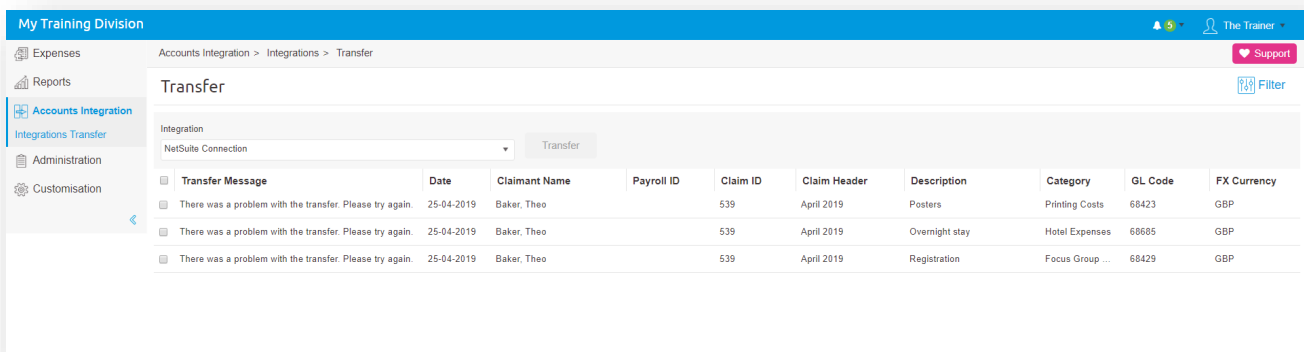 My Training Division
5
The Trainer
Expenses
Accounts Integration > Integrations > Transfer
Support
Reports
Transfer
Filter
Accounts Integration
Integrations Transfer
Integration
NetSuite Connection
Transfer
Administration
Customisation
Transfer Message Date Claimant Name Payroll ID Claim ID Claim Header Description Category GL Code FX Currency
There was a problem with the transfer. Please try again. 25-04-2019 Baker, Theo 539 April 2019 Posters Printing Costs 68423 GBP
There was a problem with the transfer. Please try again. 25-04-2019 Baker, Theo 539 April 2019 Overnight stay Hotel Expenses 68685 GBP
There was a problem with the transfer. Please try again. 25-04-2019 Baker, Theo 539 April 2019 Registration Focus Group ... 68429 GBP